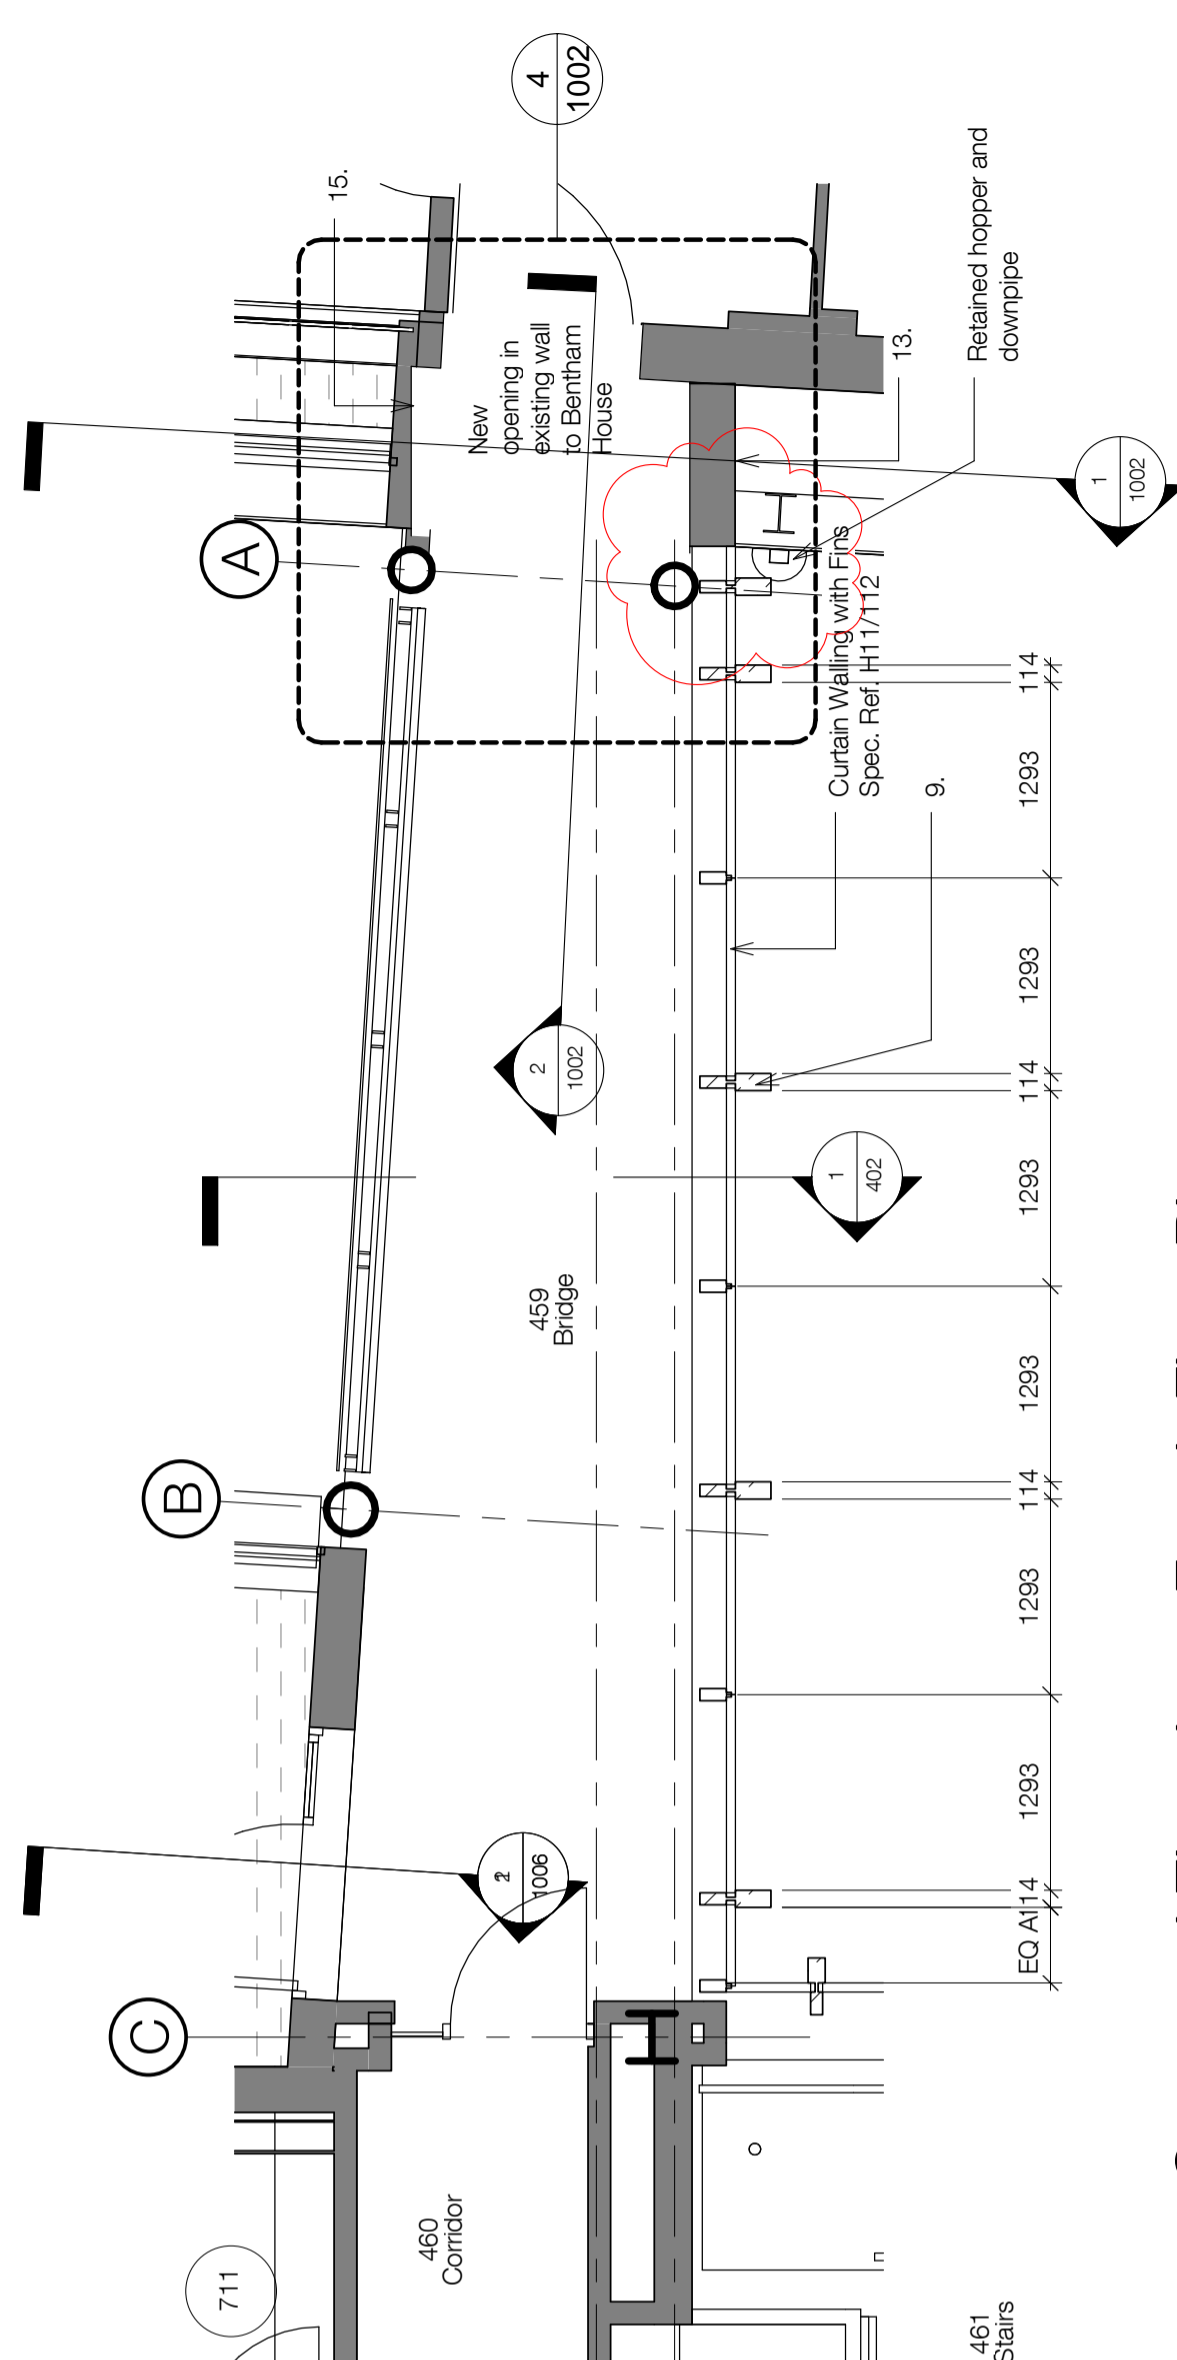 4
1002
15.
New
opening in
existing wall
to Bentham
House
13.
Retained hopper and
downpipe
1
1002
A
Curtain Walling with Fins
Spec. Ref. H11/112
9.
114
1293
1293
114
1293
1293
114
1293
1293
114
EQ A
2
1002
1
402
459
Bridge
B
1006
C
460
Corridor
711
461
Stairs